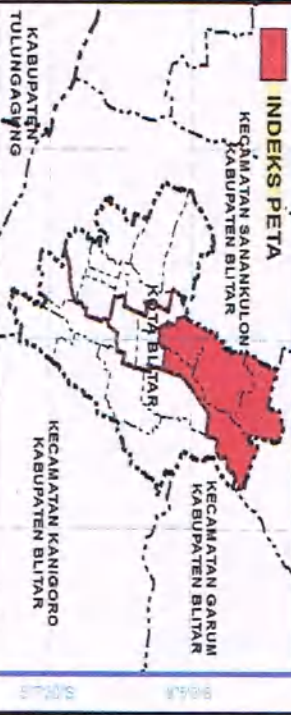 INDEKS PETA
KECAMATAN SANANKULON
KABUPATEN BLITAR
KABUPATEN
TULUNGAGUNG
KOTA BLITAR
KECAMATAN GARUM
KABUPATEN BLITAR
KECAMATAN KANIGORO
KABUPATEN BLITAR